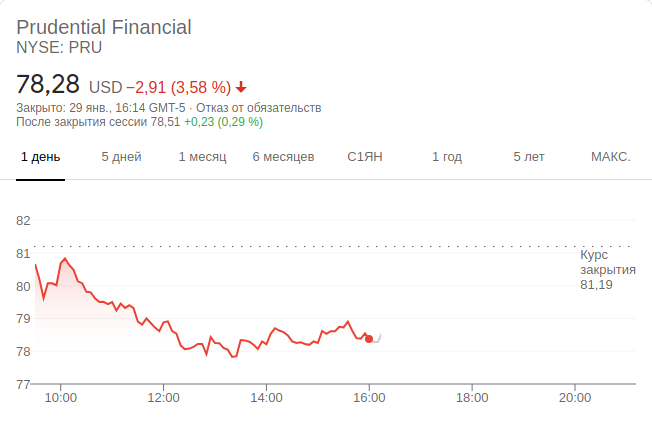 Prudential Financial
NYSE: PRU
78,28 USD −2,91 (3,58 %)
Закрыто: 29 янв., 16:14 GMT-5 · Отказ от обязательств
После закрытия сессии 78,51 +0,23 (0,29 %)
1 день 5 дней 1 месяц 6 месяцев С1ЯН 1 год 5 лет МАКС.
82
81
80
79
78
77
Курс
закрытия
81,19
10:00 12:00 14:00 16:00 18:00 20:00